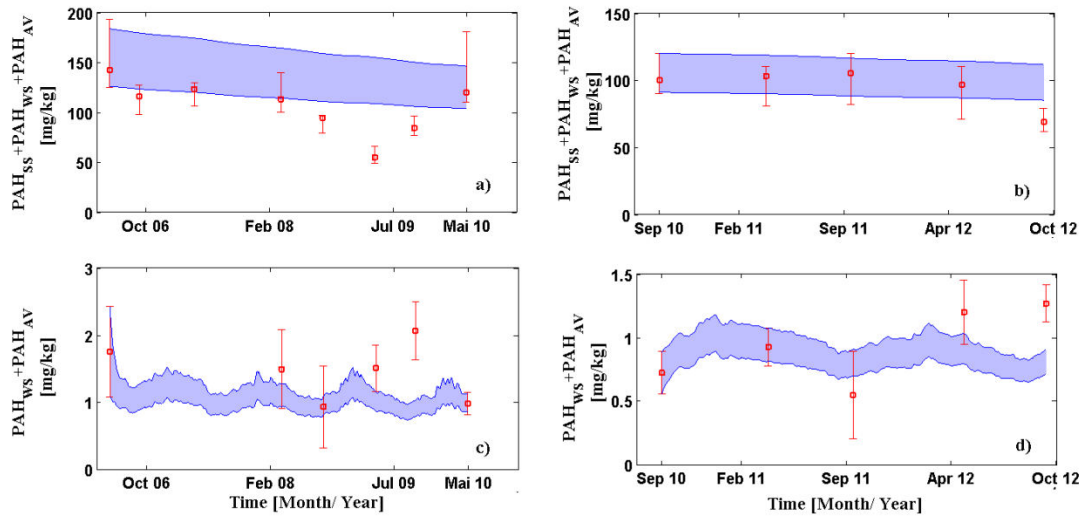 PAH_SS+PAH_WS+PAH_AV
[mg/kg]
200
150
100
50
0
Oct 06
Feb 08
Jul 09
Mai 10
a)
PAH_SS+PAH_WS+PAH_AV
[mg/kg]
150
100
50
0
Sep 10
Feb 11
Sep 11
Apr 12
Oct 12
b)
PAH_WS+PAH_AV
[mg/kg]
3
2
1
0
Oct 06
Feb 08
Jul 09
Mai 10
c)
Time [Month/ Year]
PAH_WS+PAH_AV
[mg/kg]
1.5
1
0.5
0
Sep 10
Feb 11
Sep 11
Apr 12
Oct 12
d)
Time [Month/ Year]